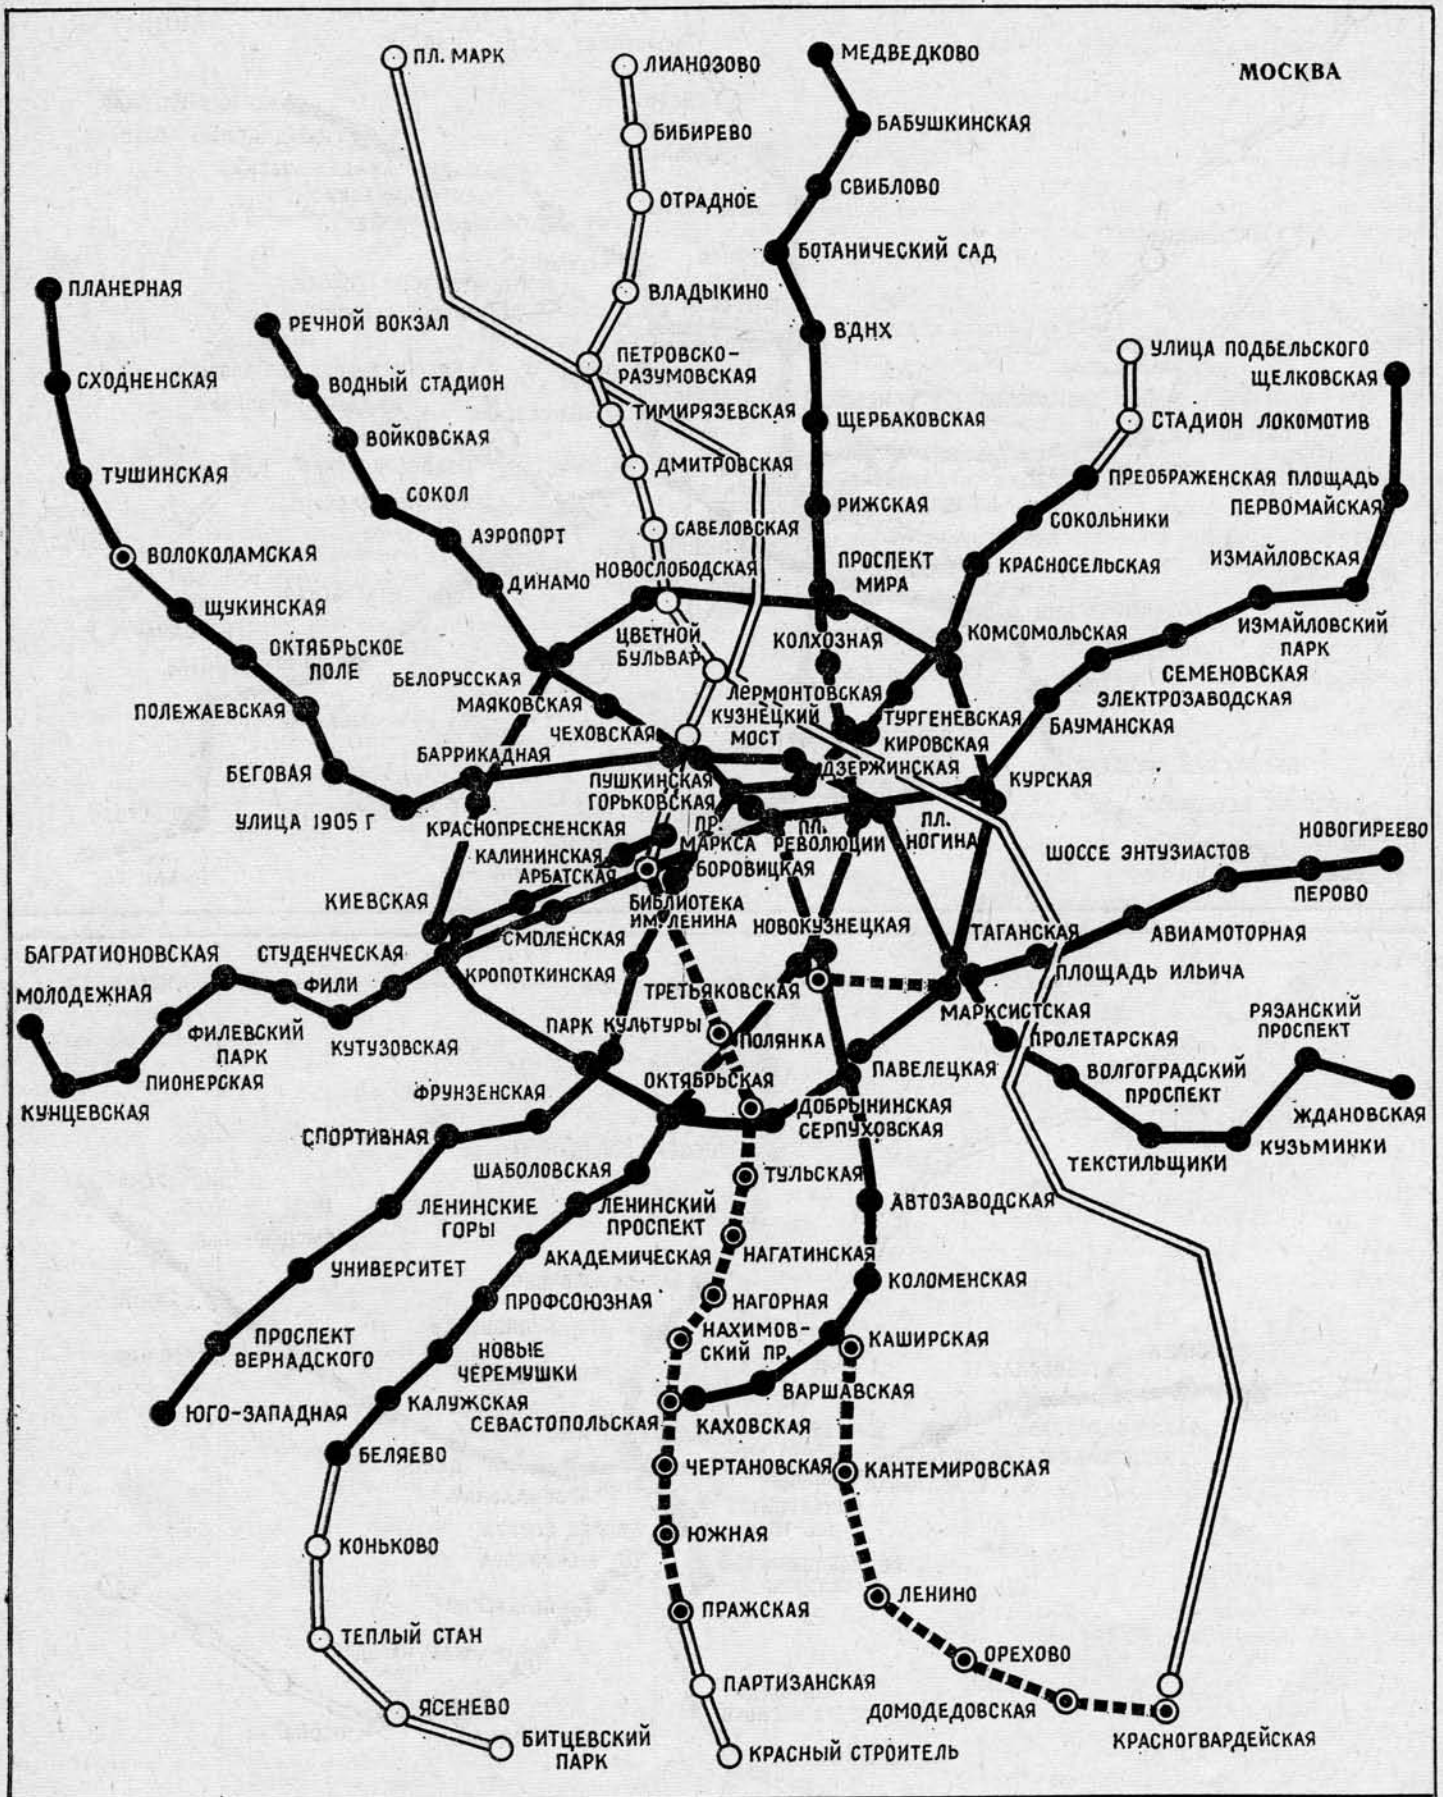 МОСКВА
ПЛ. МАРК
ЛИАНОЗОВО
МЕДВЕДКОВО
БИБИРЕВО
БАБУШКИНСКАЯ
ОТРАДНОЕ
СВИБЛОВО
БОТАНИЧЕСКИЙ САД
ВЛАДЫКИНО
ПЛАНЕРНАЯ
РЕЧНОЙ ВОКЗАЛ
ВДНХ
ПЕТРОВСКО-
РАЗУМОВСКАЯ
УЛИЦА ПОДБЕЛЬСКОГО
ЩЕЛКОВСКАЯ
СХОДНЕНСКАЯ
ВОДНЫЙ СТАДИОН
ТИМИРЯЗЕВСКАЯ
ЩЕРБАКОВСКАЯ
СТАДИОН ЛОКОМОТИВ
ВОЙКОВСКАЯ
ТУШИНСКАЯ
ДМИТРОВСКАЯ
ПРЕОБРАЖЕНСКАЯ ПЛОЩАДЬ
СОКОЛ
РИЖСКАЯ
ПЕРВОМАЙСКАЯ
СОКОЛЬНИКИ
АЭРОПОРТ
САВЕЛОВСКАЯ
ВОЛОКОЛАМСКАЯ
ИЗМАЙЛОВСКАЯ
ДИНАМО
НОВОСЛОБОДСКАЯ
ПРОСПЕКТ
МИРА
КРАСНОСЕЛЬСКАЯ
ЩУКИНСКАЯ
ЦВЕТНОЙ
БУЛЬВАР
КОЛХОЗНАЯ
КОМСОМОЛЬСКАЯ
ИЗМАЙЛОВСКИЙ
ПАРК
ОКТЯБРЬСКОЕ
ПОЛЕ
БЕЛОРУССКАЯ
СЕМЕНОВСКАЯ
МАЯКОВСКАЯ
ЛЕРМОНТОВСКАЯ
ЭЛЕКТРОЗАВОДСКАЯ
ПОЛЕЖАЕВСКАЯ
КУЗНЕЦКИЙ
МОСТ
ТУРГЕНЕВСКАЯ
БАУМАНСКАЯ
ЧЕХОВСКАЯ
КИРОВСКАЯ
БАРРИКАДНАЯ
БЕГОВАЯ
ПУШКИНСКАЯ
ДЗЕРЖИНСКАЯ
КУРСКАЯ
ГОРЬКОВСКАЯ
УЛИЦА 1905 Г
КРАСНОПРЕСНЕНСКАЯ
ПР.
МАРКСА
ПЛ.
РЕВОЛЮЦИИ
ПЛ.
НОГИНА
НОВОГИРЕЕВО
КАЛИНИНСКАЯ
АРБАТСКАЯ
БОРОВИЦКАЯ
ШОССЕ ЭНТУЗИАСТОВ
ПЕРОВО
КИЕВСКАЯ
БИБЛИОТЕКА
ИМ. ЛЕНИНА
НОВОКУЗНЕЦКАЯ
ТАГАНСКАЯ
АВИАМОТОРНАЯ
СМОЛЕНСКАЯ
БАГРАТИОНОВСКАЯ
СТУДЕНЧЕСКАЯ
КРОПОТКИНСКАЯ
ПЛОЩАДЬ ИЛЬИЧА
МОЛОДЕЖНАЯ
ФИЛИ
ТРЕТЬЯКОВСКАЯ
МАРКСИСТСКАЯ
РЯЗАНСКИЙ
ПРОСПЕКТ
ФИЛЕВСКИЙ
ПАРК
КУТУЗОВСКАЯ
ПАРК КУЛЬТУРЫ
ПОЛЯНКА
ПРОЛЕТАРСКАЯ
ПИОНЕРСКАЯ
ОКТЯБРЬСКАЯ
ПАВЕЛЕЦКАЯ
ВОЛГОГРАДСКИЙ
ПРОСПЕКТ
КУНЦЕВСКАЯ
ФРУНЗЕНСКАЯ
ДОБРЫНИНСКАЯ
СЕРПУХОВСКАЯ
ЖДАНОВСКАЯ
СПОРТИВНАЯ
КУЗЬМИНКИ
ТЕКСТИЛЬЩИКИ
ШАБОЛОВСКАЯ
ТУЛЬСКАЯ
ЛЕНИНСКИЕ
ГОРЫ
ЛЕНИНСКИЙ
ПРОСПЕКТ
АВТОЗАВОДСКАЯ
АКАДЕМИЧЕСКАЯ
НАГАТИНСКАЯ
УНИВЕРСИТЕТ
КОЛОМЕНСКАЯ
ПРОФСОЮЗНАЯ
НАГОРНАЯ
ПРОСПЕКТ
ВЕРНАДСКОГО
НАХИМОВ-
СКИЙ ПР.
КАШИРСКАЯ
НОВЫЕ
ЧЕРЕМУШКИ
ВАРШАВСКАЯ
ЮГО-ЗАПАДНАЯ
КАЛУЖСКАЯ
СЕВАСТОПОЛЬСКАЯ
КАХОВСКАЯ
БЕЛЯЕВО
ЧЕРТАНОВСКАЯ
КАНТЕМИРОВСКАЯ
КОНЬКОВО
ЮЖНАЯ
ЛЕНИНО
ТЕПЛЫЙ СТАН
ПРАЖСКАЯ
ОРЕХОВО
ПАРТИЗАНСКАЯ
ЯСЕНЕВО
ДОМОДЕДОВСКАЯ
БИТЦЕВСКИЙ
ПАРК
КРАСНЫЙ СТРОИТЕЛЬ
КРАСНОГВАРДЕЙСКАЯ